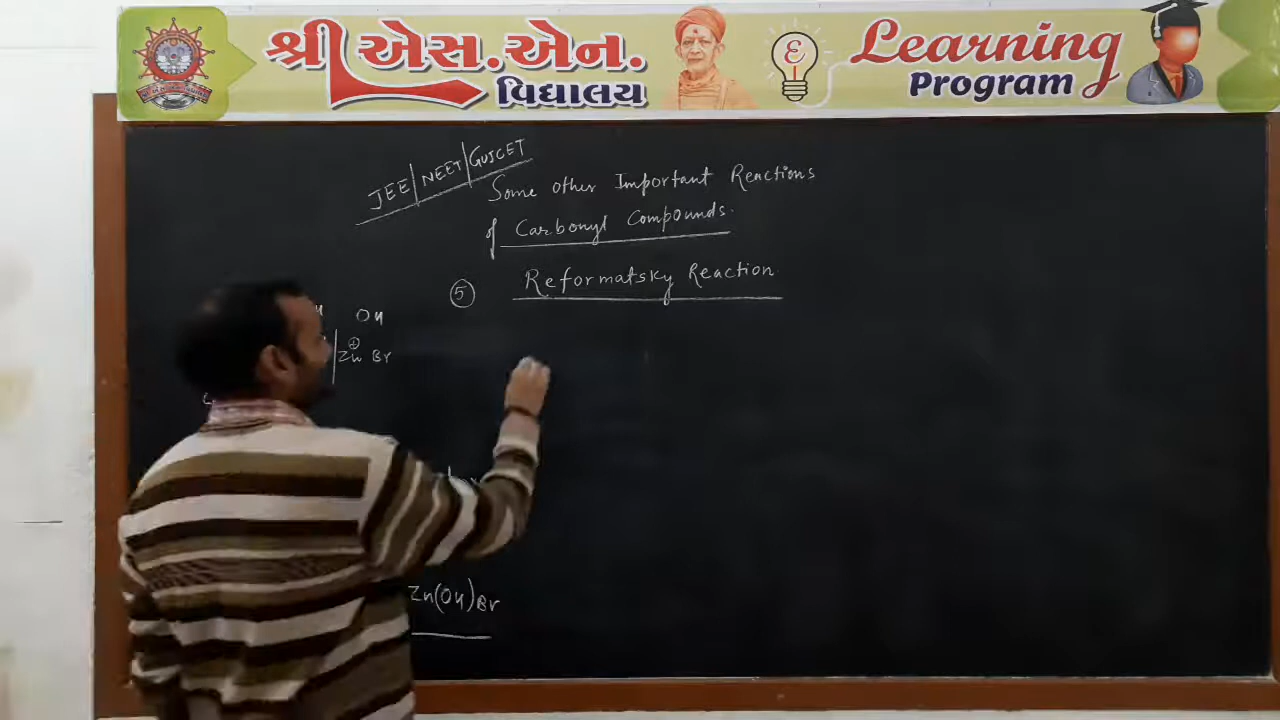 શ્રી એસ.એન.
વિદ્યાલય
Learning
Program
JEE/NEET/GUJCET
Some other Important Reactions
of Carbonyl Compounds.
⑤ Reformatsky Reaction
OH
Zn Br
Zn(OH)Br